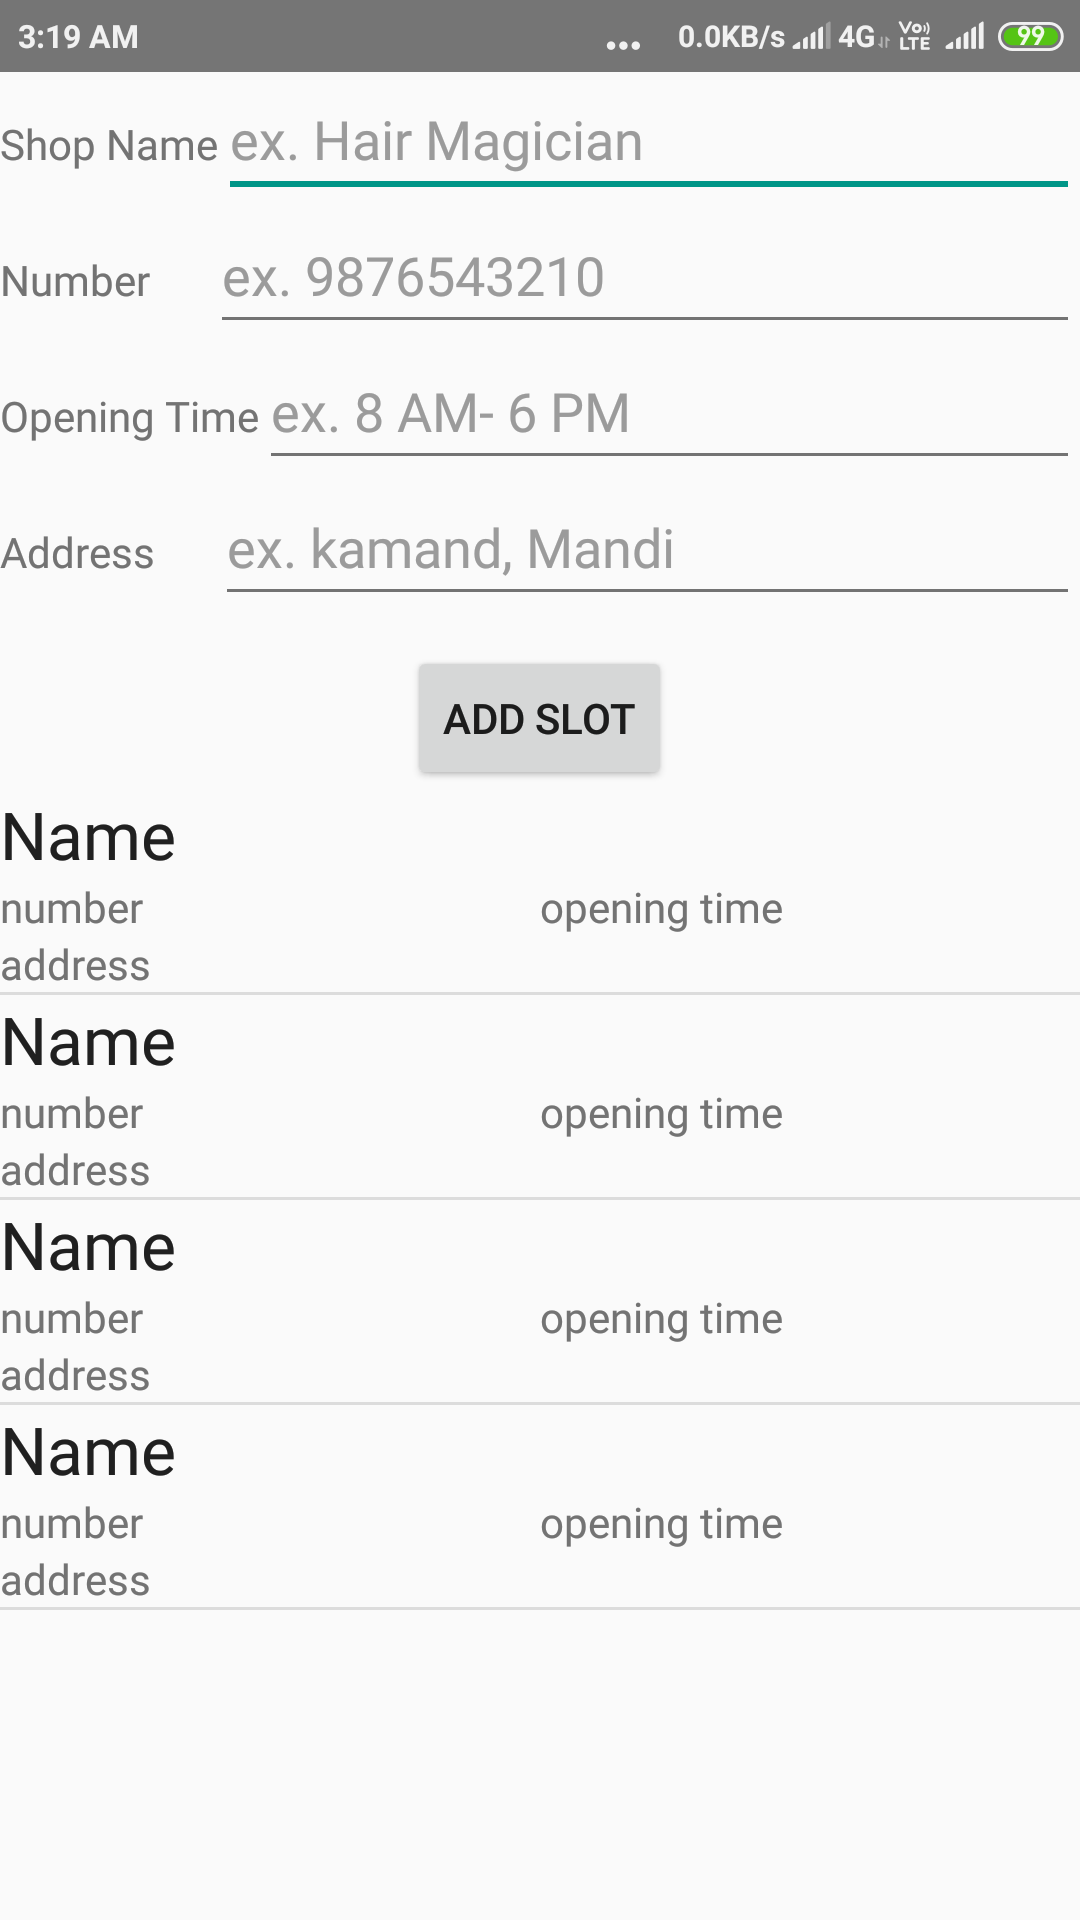 3:19 AM ... 0.0KB/s 4G VoLTE 99
Shop Name ex. Hair Magician
Number ex. 9876543210
Opening Time ex. 8 AM- 6 PM
Address ex. kamand, Mandi
ADD SLOT
Name
number opening time
address
Name
number opening time
address
Name
number opening time
address
Name
number opening time
address